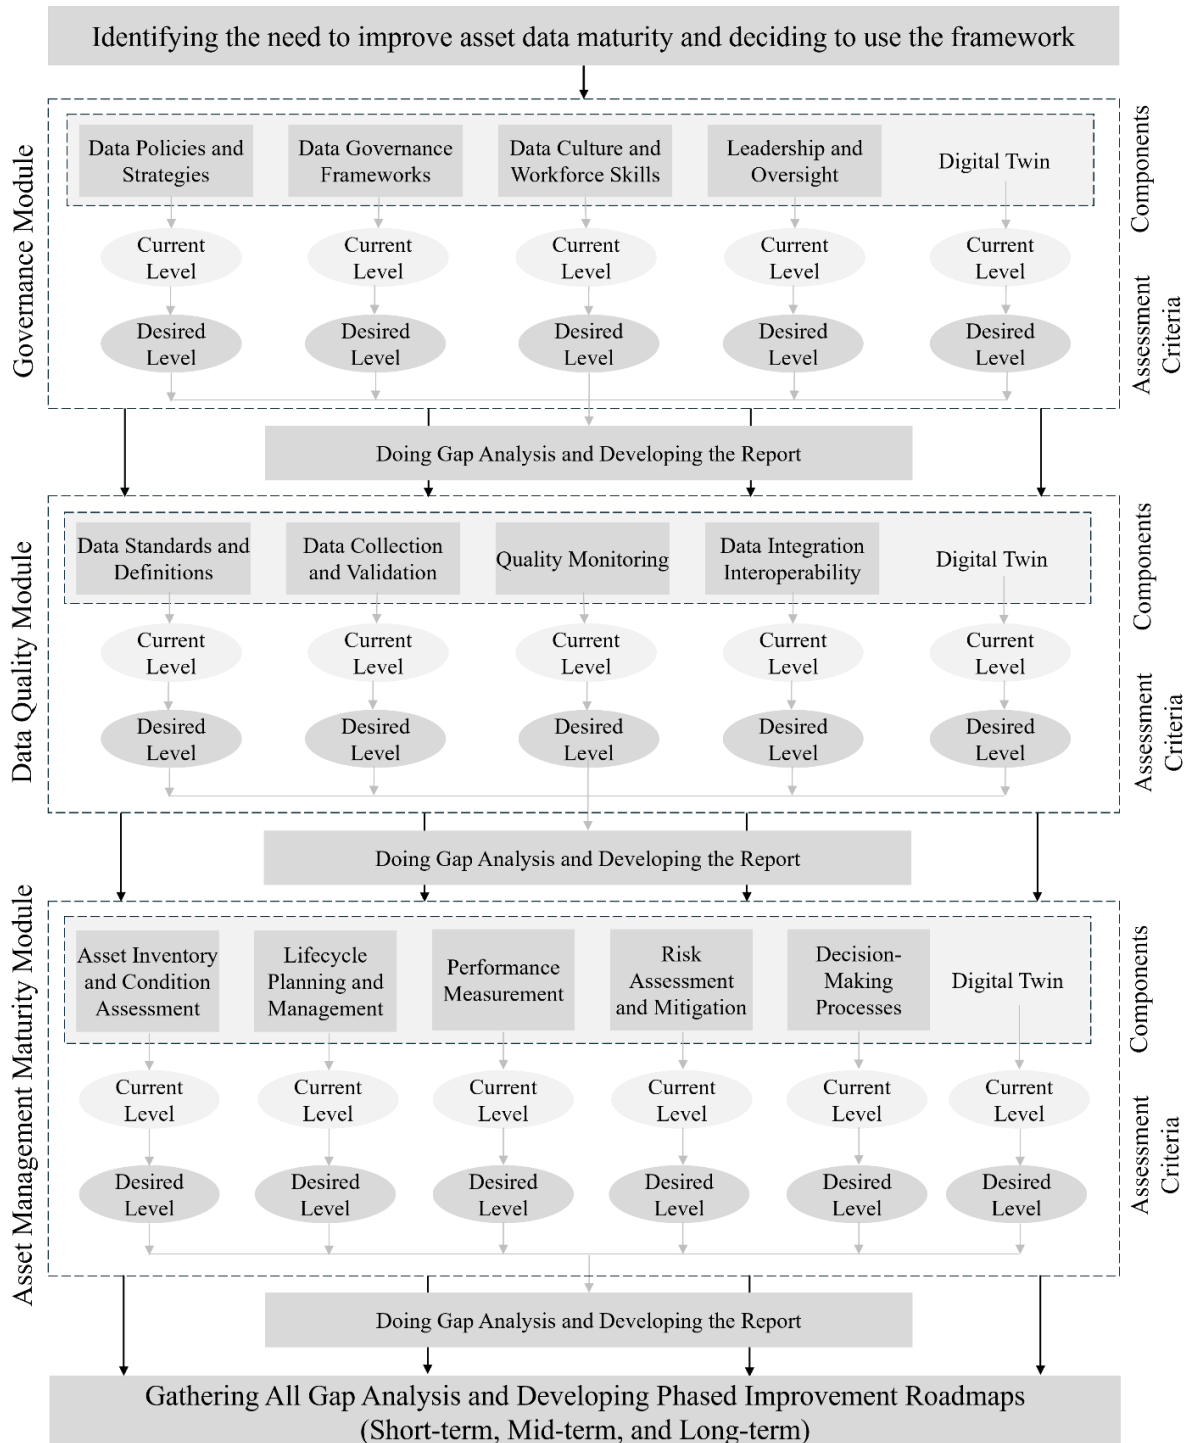 Identifying the need to improve asset data maturity and deciding to use the framework
Governance Module
Components
Data Policies and
Strategies
Data Governance
Frameworks
Data Culture and
Workforce Skills
Leadership and
Oversight
Digital Twin
Assessment
Criteria
Current
Level
Current
Level
Current
Level
Current
Level
Current
Level
Desired
Level
Desired
Level
Desired
Level
Desired
Level
Desired
Level
Doing Gap Analysis and Developing the Report
Data Quality Module
Components
Data Standards and
Definitions
Data Collection
and Validation
Quality Monitoring
Data Integration
Interoperability
Digital Twin
Assessment
Criteria
Current
Level
Current
Level
Current
Level
Current
Level
Current
Level
Desired
Level
Desired
Level
Desired
Level
Desired
Level
Desired
Level
Doing Gap Analysis and Developing the Report
Asset Management Maturity Module
Components
Asset Inventory
and Condition
Assessment
Lifecycle
Planning and
Management
Performance
Measurement
Risk
Assessment
and Mitigation
Decision-
Making
Processes
Digital Twin
Assessment
Criteria
Current
Level
Current
Level
Current
Level
Current
Level
Current
Level
Current
Level
Desired
Level
Desired
Level
Desired
Level
Desired
Level
Desired
Level
Desired
Level
Doing Gap Analysis and Developing the Report
Gathering All Gap Analysis and Developing Phased Improvement Roadmaps
(Short-term, Mid-term, and Long-term)